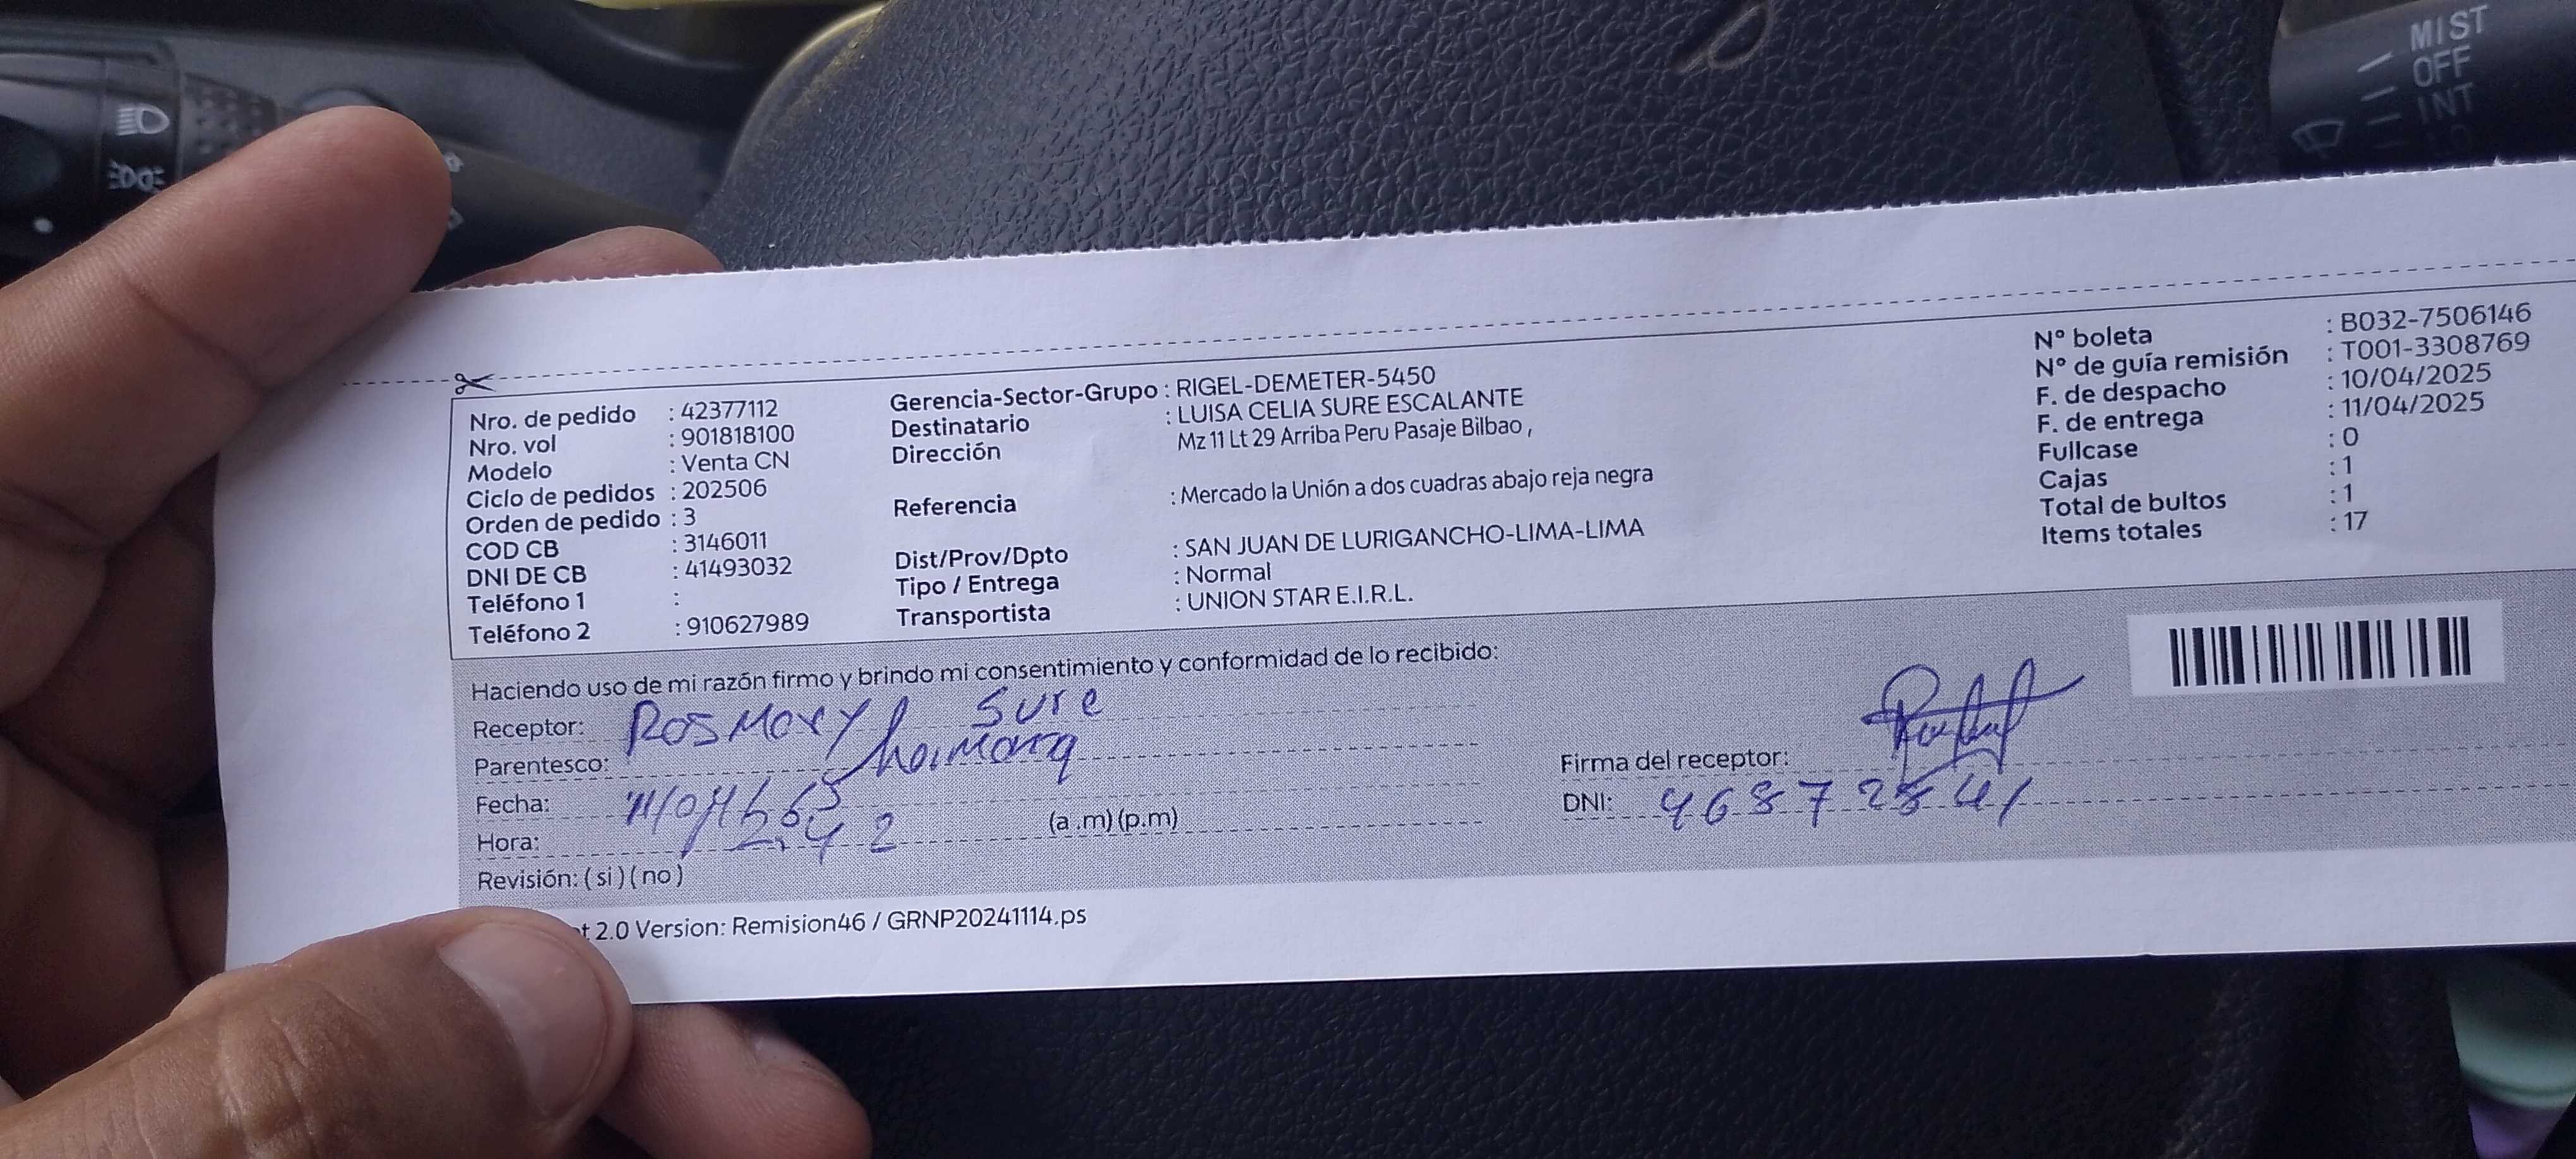 MIST
OFF
INT
Nro. de pedido : 42377112
Nro. vol : 901818100
Modelo : Venta CN
Ciclo de pedidos : 202506
Orden de pedido : 3
COD CB : 3146011
DNI DE CB : 41493032
Teléfono 1 :
Teléfono 2 : 910627989
Gerencia-Sector-Grupo : RIGEL-DEMETER-5450
Destinatario : LUISA CELIA SURE ESCALANTE
Dirección Mz 11 Lt 29 Arriba Peru Pasaje Bilbao ,
Referencia : Mercado la Unión a dos cuadras abajo reja negra
Dist/Prov/Dpto : SAN JUAN DE LURIGANCHO-LIMA-LIMA
Tipo / Entrega : Normal
Transportista : UNION STAR E.I.R.L.
Nº boleta : B032-7506146
Nº de guía remisión : T001-3308769
F. de despacho : 10/04/2025
F. de entrega : 11/04/2025
Fullcase : 0
Cajas : 1
Total de bultos : 1
Items totales : 17
Haciendo uso de mi razón firmo y brindo mi consentimiento y conformidad de lo recibido:
Receptor: Rosmery Sure
Parentesco:
Fecha:
Hora: 2:42 (a .m) (p.m)
Revisión: ( si ) ( no )
Firma del receptor:
DNI:
2.0 Version: Remision46 / GRNP20241114.ps